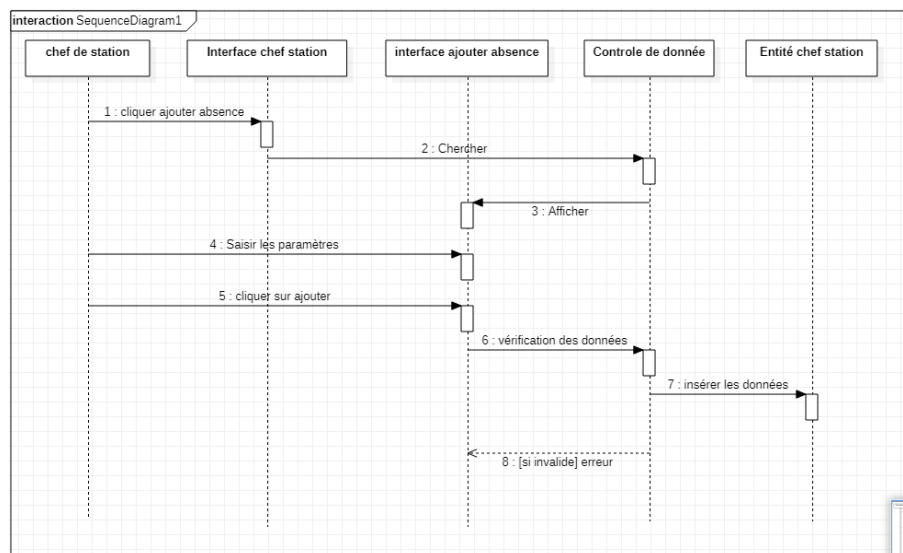 interaction SequenceDiagram1
chef de station
Interface chef station
interface ajouter absence
Controle de donnée
Entité chef station
1 : cliquer ajouter absence
2 : Chercher
3 : Afficher
4 : Saisir les paramètres
5 : cliquer sur ajouter
6 : vérification des données
7 : insérer les données
8 : [si invalide] erreur